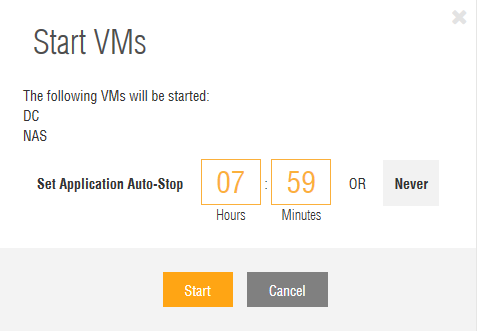 Start VMs
The following VMs will be started:
DC
NAS
Set Application Auto-Stop 07 : 59 OR Never
Hours Minutes
Start Cancel